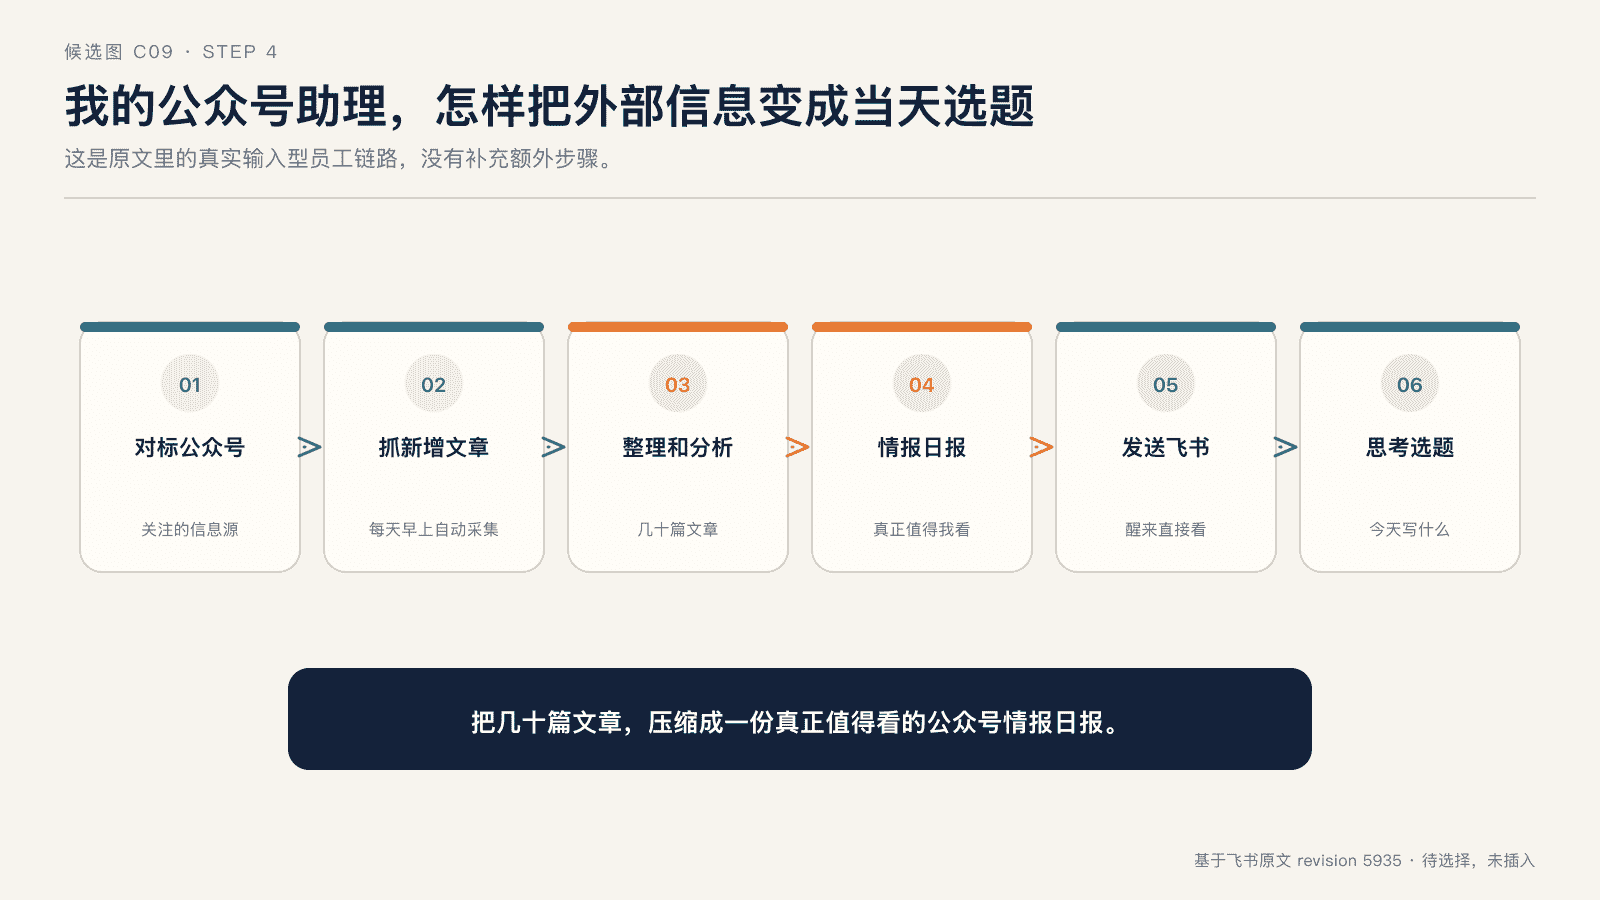 候选图 C09 · STEP 4
我的公众号助理，怎样把外部信息变成当天选题
这是原文里的真实输入型员工链路，没有补充额外步骤。
01
对标公众号
关注的信息源
02
抓新增文章
每天早上自动采集
03
整理和分析
几十篇文章
04
情报日报
真正值得我看
05
发送飞书
醒来直接看
06
思考选题
今天写什么
把几十篇文章，压缩成一份真正值得看的公众号情报日报。
基于飞书原文 revision 5935 · 待选择，未插入